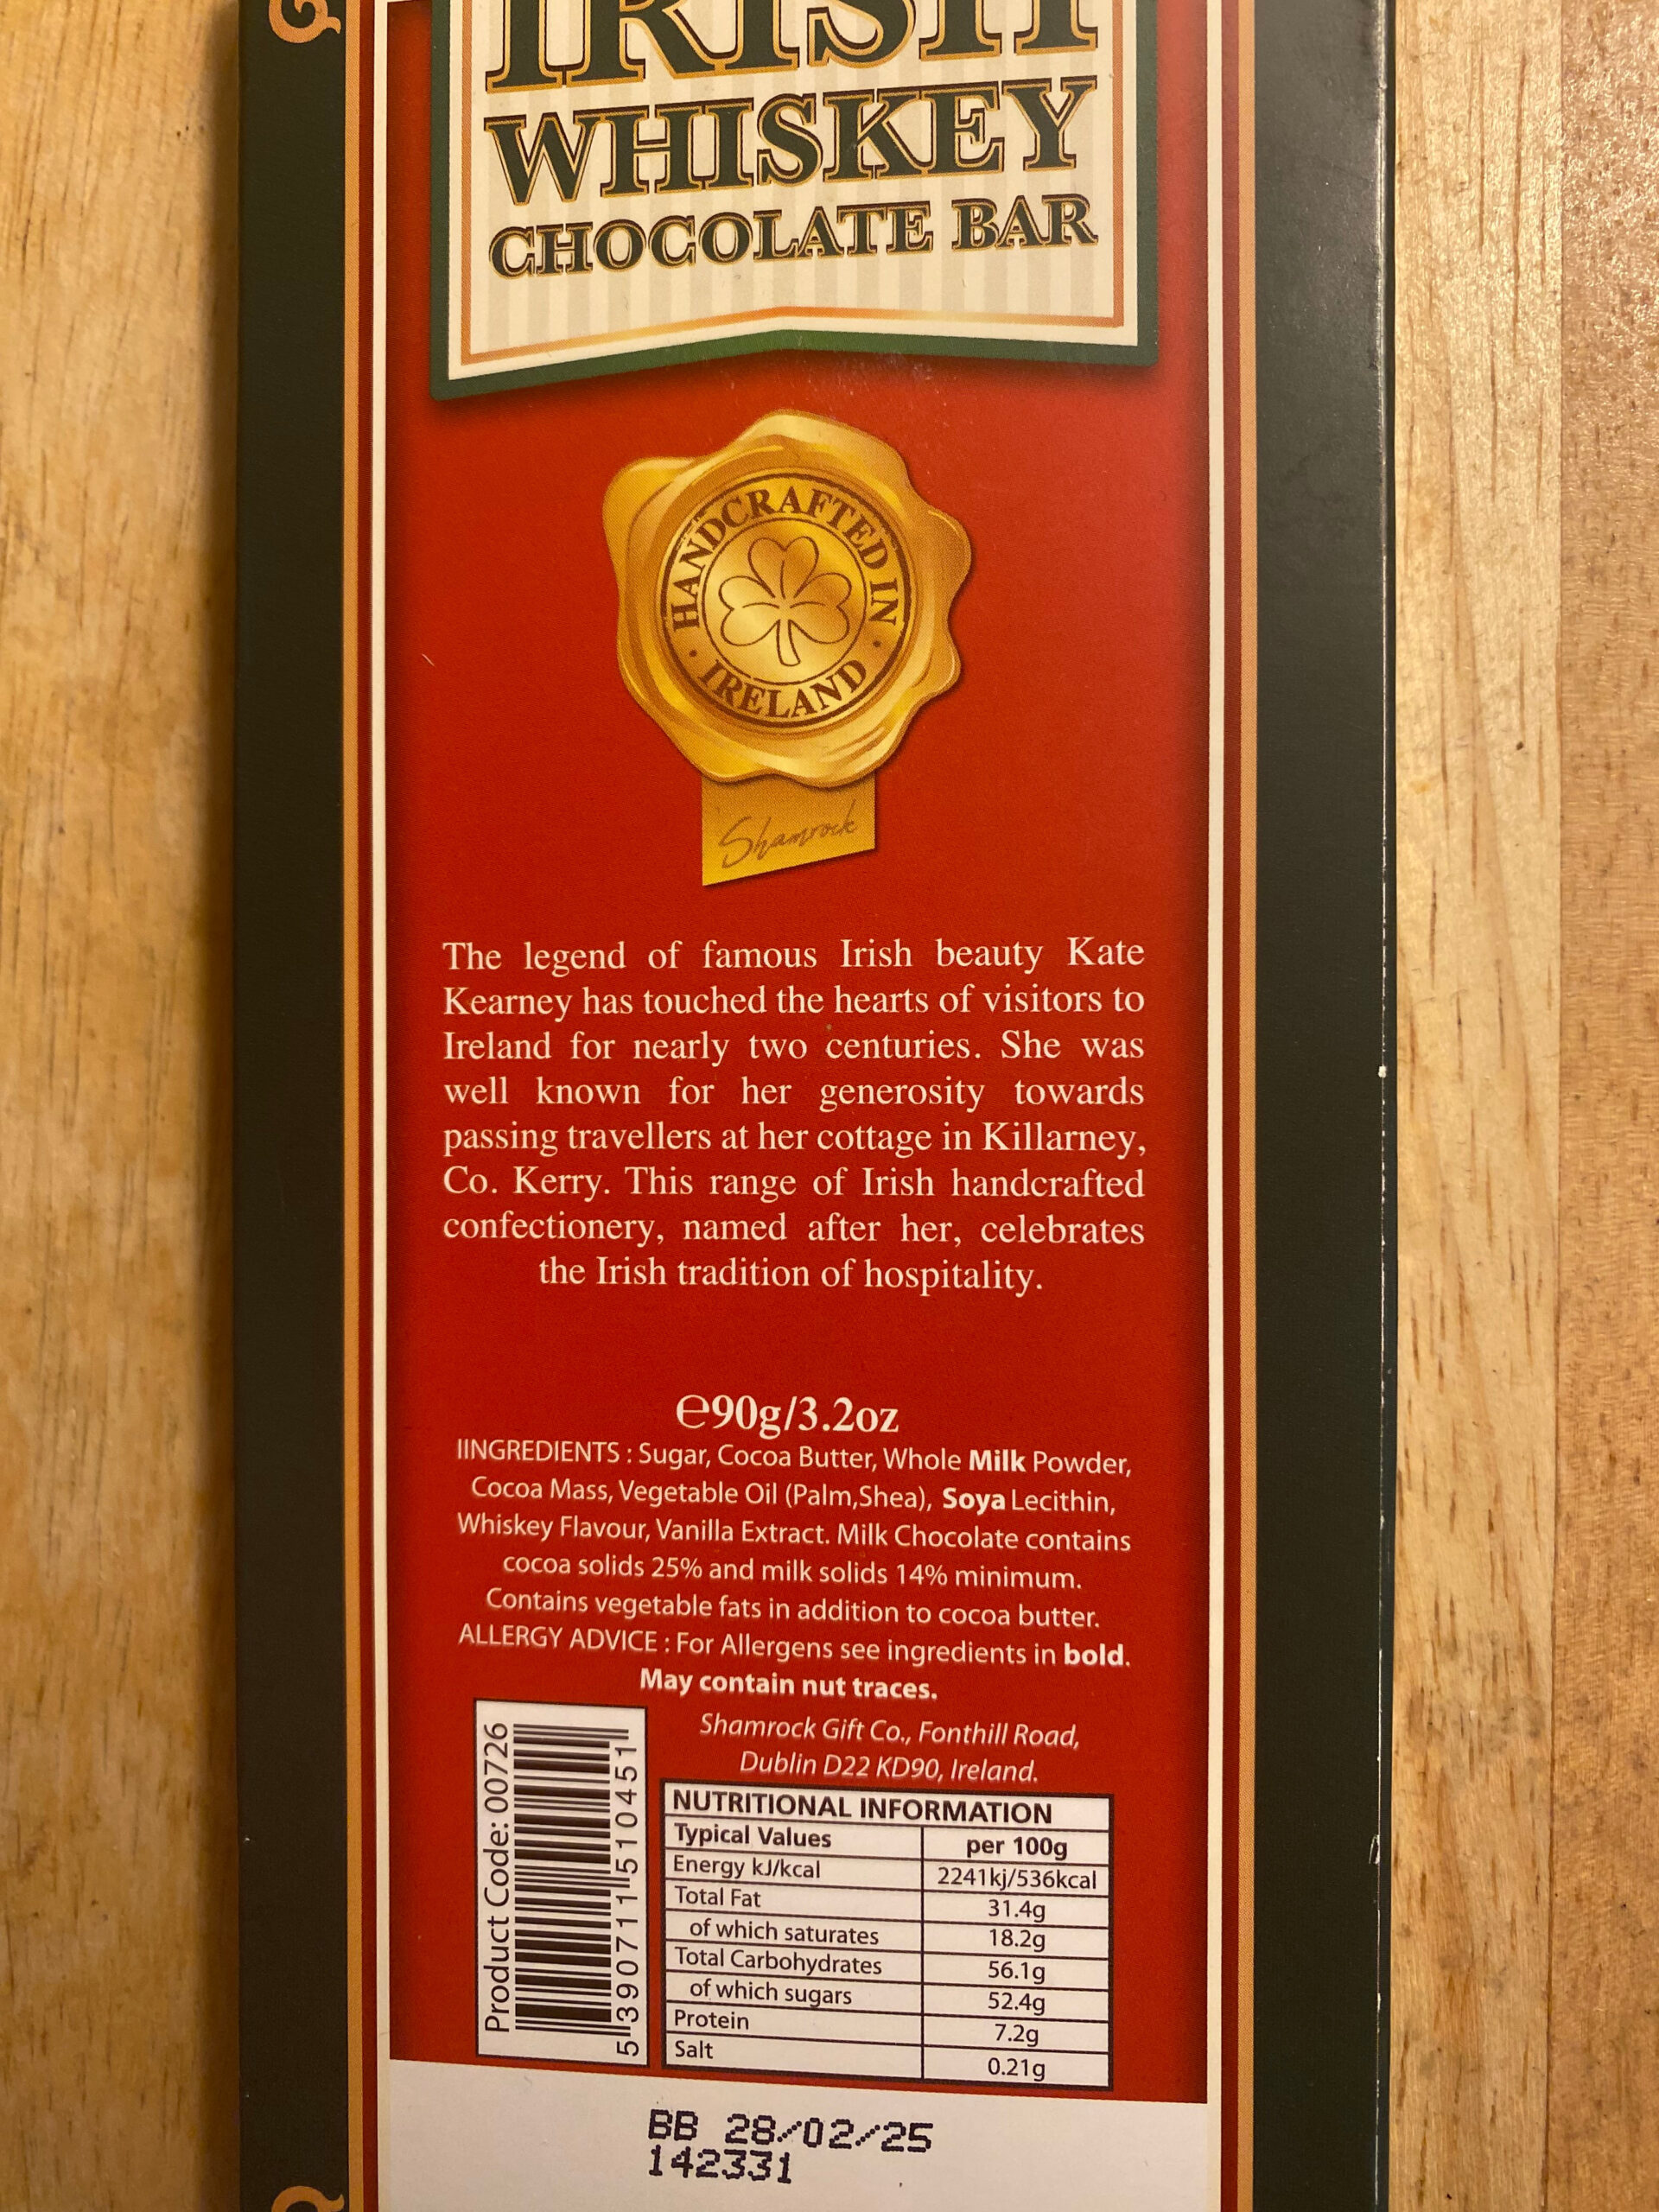 IRISH
WHISKEY
CHOCOLATE BAR
HANDCRAFTED IN
IRELAND
Shamrock
The legend of famous Irish beauty Kate
Kearney has touched the hearts of visitors to
Ireland for nearly two centuries. She was
well known for her generosity towards
passing travellers at her cottage in Killarney,
Co. Kerry. This range of Irish handcrafted
confectionery, named after her, celebrates
the Irish tradition of hospitality.
℮90g/3.2oz
IINGREDIENTS : Sugar, Cocoa Butter, Whole Milk Powder,
Cocoa Mass, Vegetable Oil (Palm,Shea), Soya Lecithin,
Whiskey Flavour, Vanilla Extract. Milk Chocolate contains
cocoa solids 25% and milk solids 14% minimum.
Contains vegetable fats in addition to cocoa butter.
ALLERGY ADVICE : For Allergens see ingredients in bold.
May contain nut traces.
Shamrock Gift Co., Fonthill Road,
Dublin D22 KD90, Ireland.
Product Code: 00726
5 390711 510451
NUTRITIONAL INFORMATION
Typical Values per 100g
Energy kJ/kcal 2241kj/536kcal
Total Fat 31.4g
of which saturates 18.2g
Total Carbohydrates 56.1g
of which sugars 52.4g
Protein 7.2g
Salt 0.21g
BB 28/02/25
142331